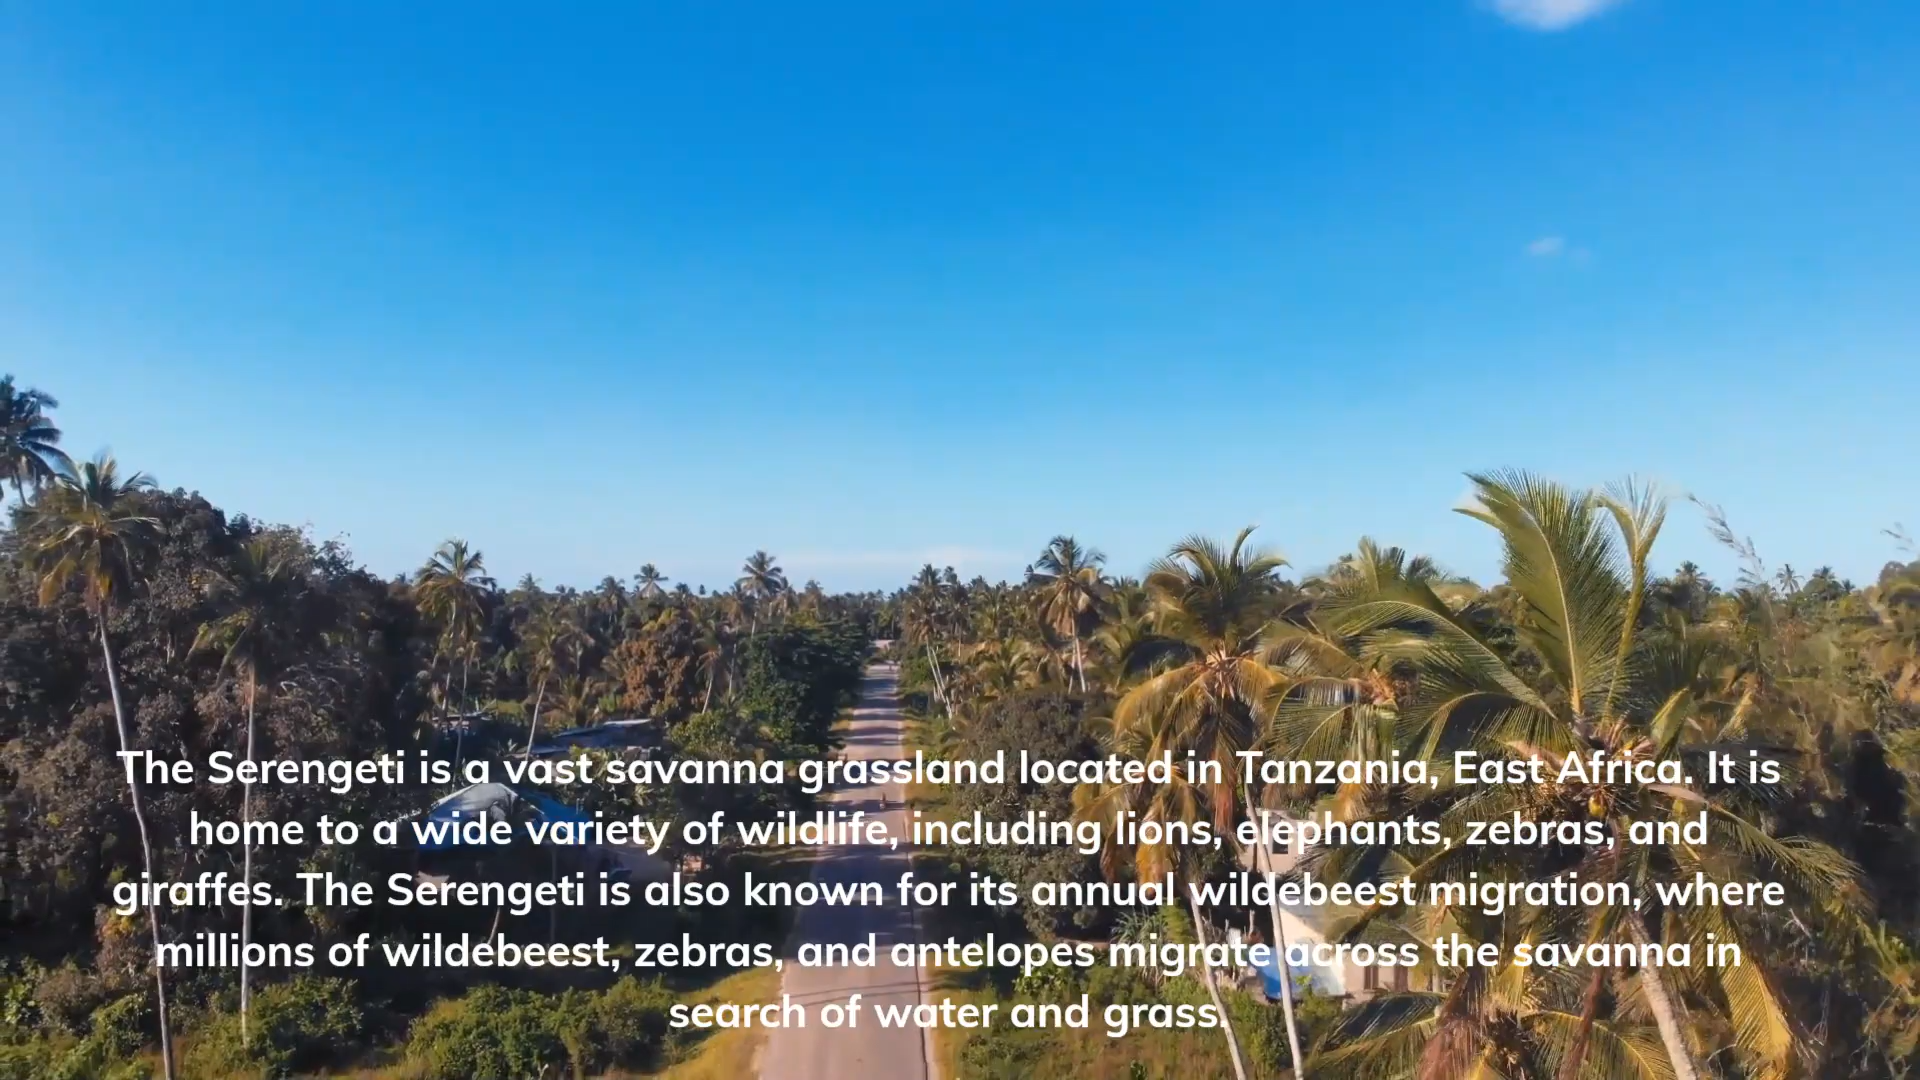 The Serengeti is a vast savanna grassland located in Tanzania, East Africa. It is
home to a wide variety of wildlife, including lions, elephants, zebras, and
giraffes. The Serengeti is also known for its annual wildebeest migration, where
millions of wildebeest, zebras, and antelopes migrate across the savanna in
search of water and grass.